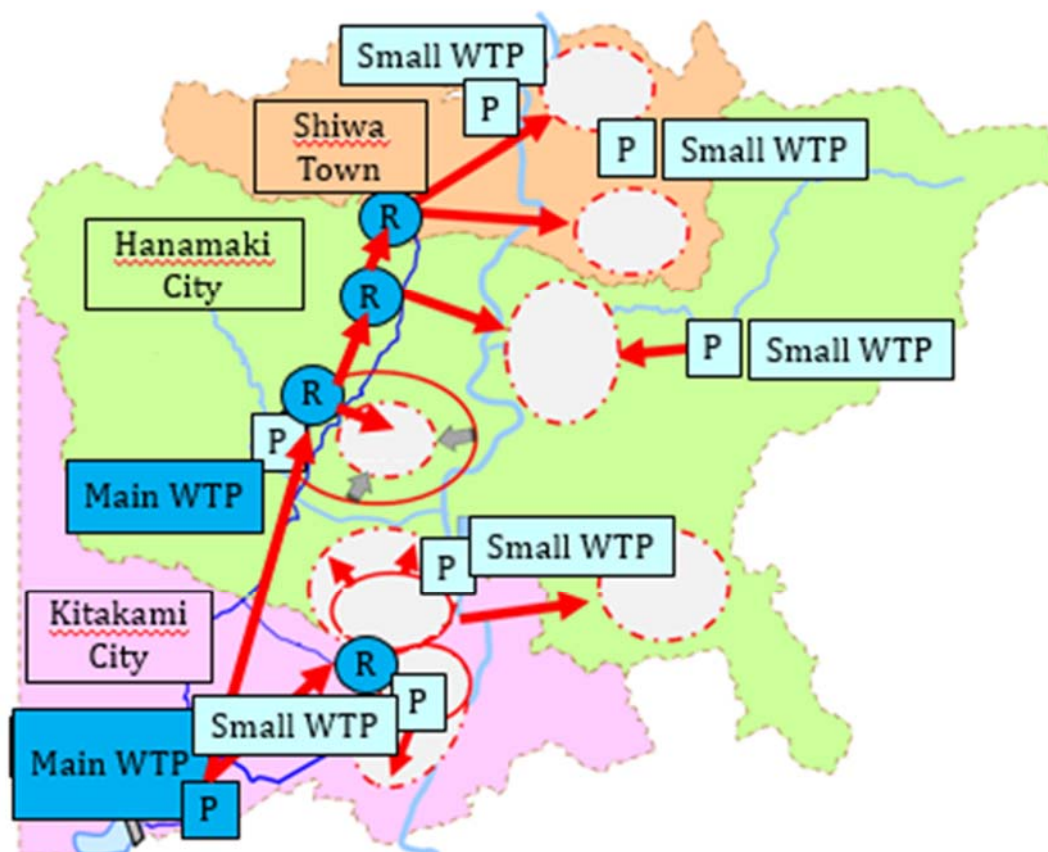 Small WTP
P
Shiwa
Town
P
Small WTP
R
Hanamaki
City
R
P
Small WTP
R
P
Main WTP
Small WTP
P
Kitakami
City
R
P
Small WTP
Main WTP
P